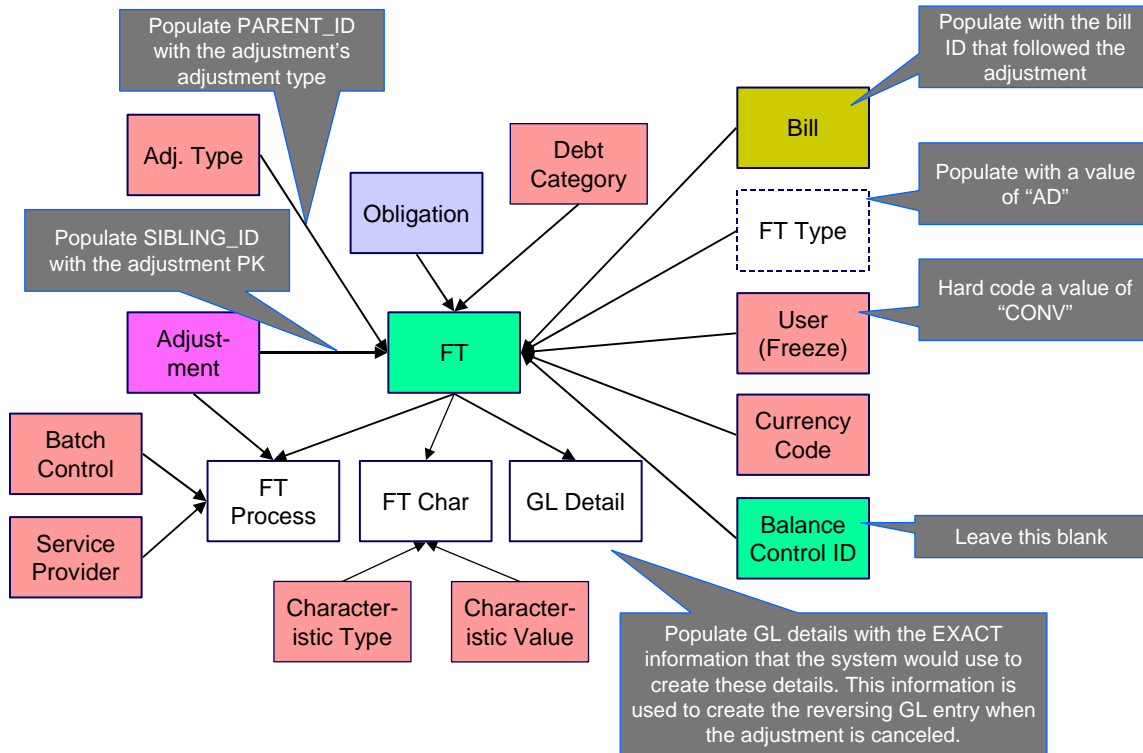 Populate PARENT_ID
with the adjustment's
adjustment type
Populate with the bill
ID that followed the
adjustment
Adj. Type
Debt
Category
Bill
Obligation
Populate with a value
of “AD”
Populate SIBLING_ID
with the adjustment PK
FT Type
Hard code a value of
“CONV”
Adjust-
ment
FT
User
(Freeze)
Batch
Control
Currency
Code
FT
Process
FT Char
GL Detail
Service
Provider
Balance
Control ID
Leave this blank
Character-
istic Type
Character-
istic Value
Populate GL details with the EXACT
information that the system would use to
create these details. This information is
used to create the reversing GL entry when
the adjustment is canceled.